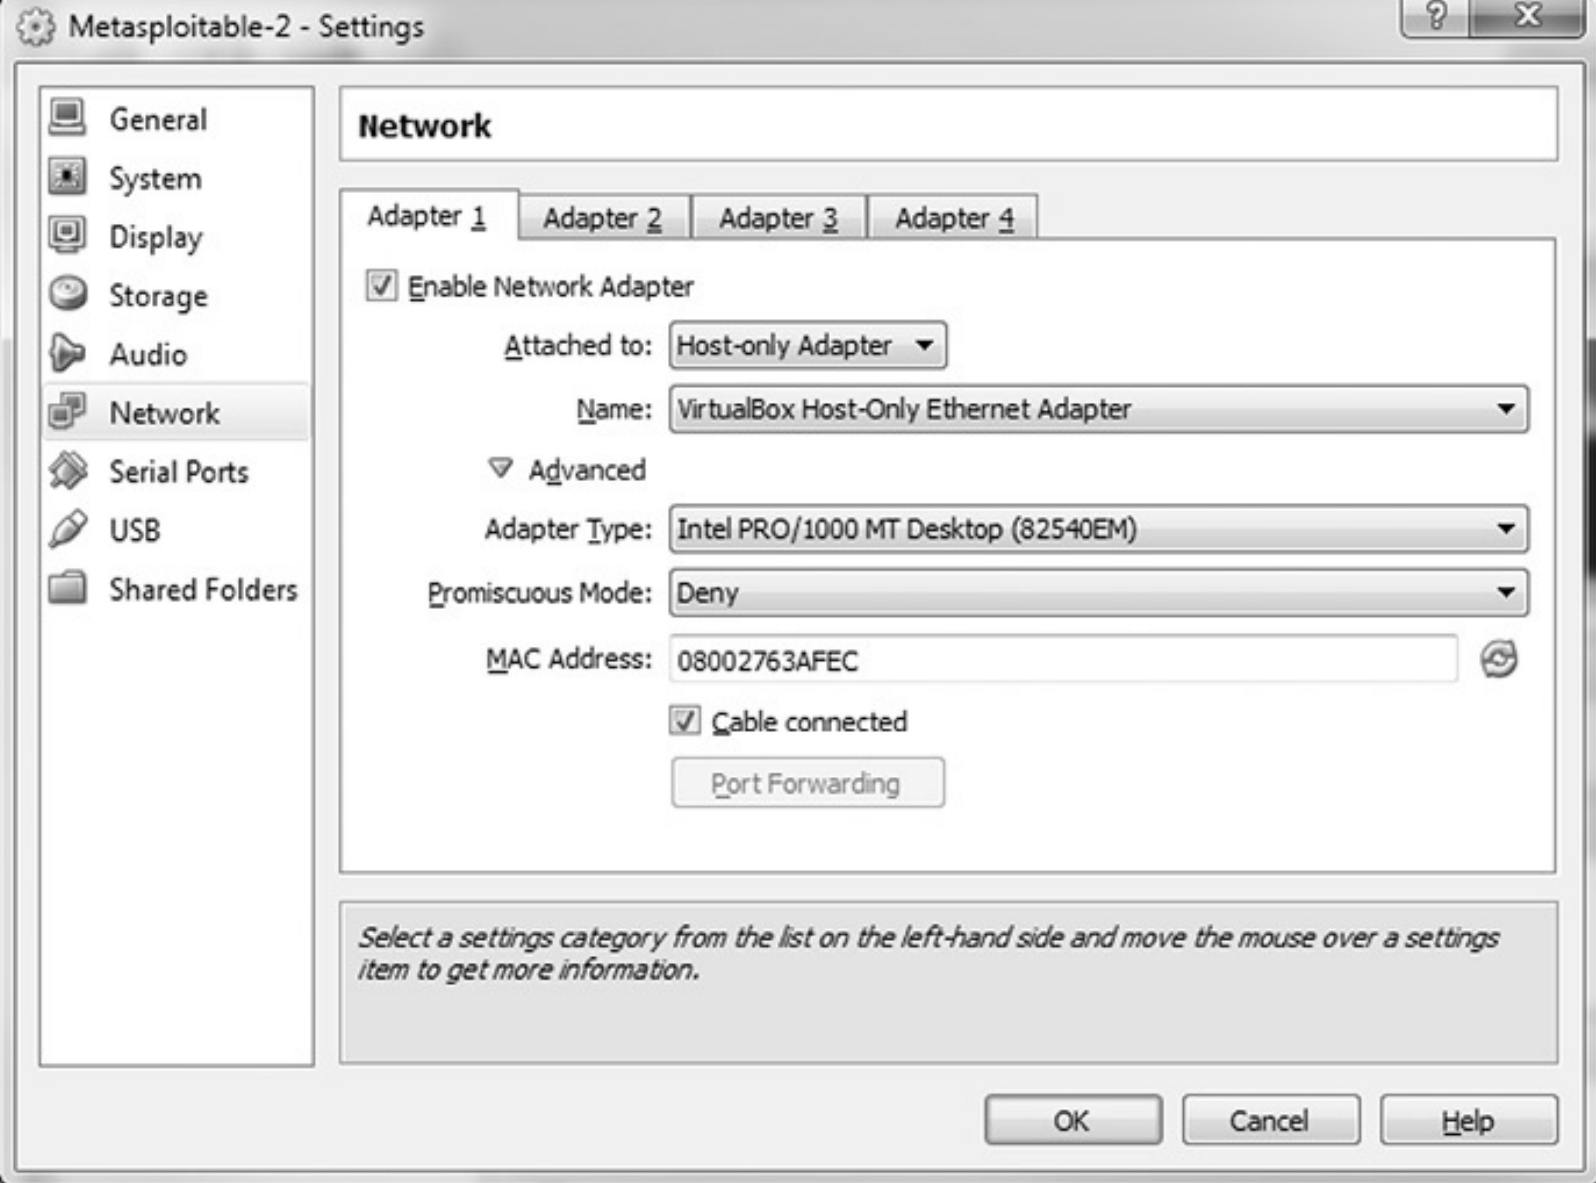 Metasploitable-2 - Settings
?
X
General
System
Display
Storage
Audio
Network
Serial Ports
USB
Shared Folders
Network
Adapter 1
Adapter 2
Adapter 3
Adapter 4
Enable Network Adapter
Attached to: Host-only Adapter
Name: VirtualBox Host-Only Ethernet Adapter
Advanced
Adapter Type: Intel PRO/1000 MT Desktop (82540EM)
Promiscuous Mode: Deny
MAC Address: 08002763AFEC
Cable connected
Port Forwarding
Select a settings category from the list on the left-hand side and move the mouse over a settings
item to get more information.
OK
Cancel
Help